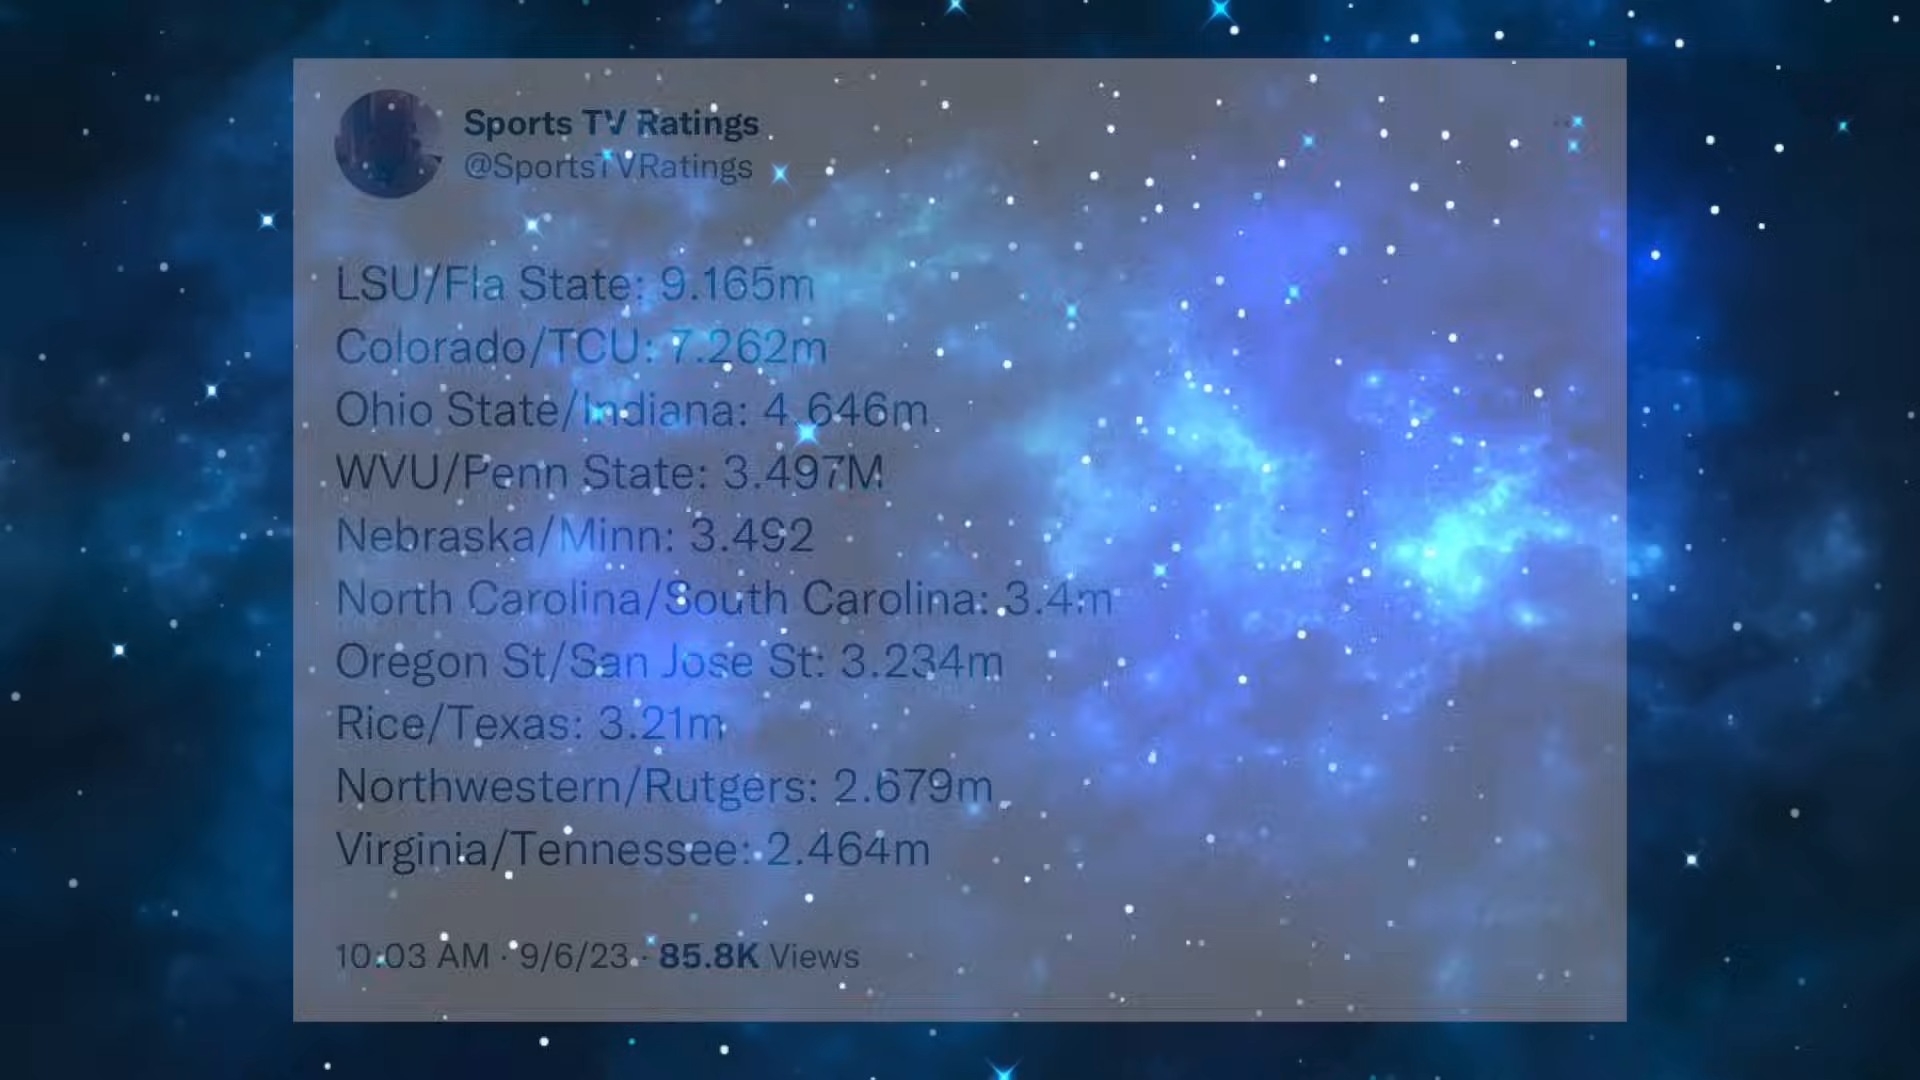 Sports TV Ratings
@SportsTVRatings
LSU/Fla State: 9.165m
Colorado/TCU: 7.262m
Ohio State/Indiana: 4.646m
WVU/Penn State: 3.497M
Nebraska/Minn: 3.492
North Carolina/South Carolina: 3.4m
Oregon St/San Jose St: 3.234m
Rice/Texas: 3.21m
Northwestern/Rutgers: 2.679m
Virginia/Tennessee: 2.464m
10:03 AM · 9/6/23 · 85.8K Views